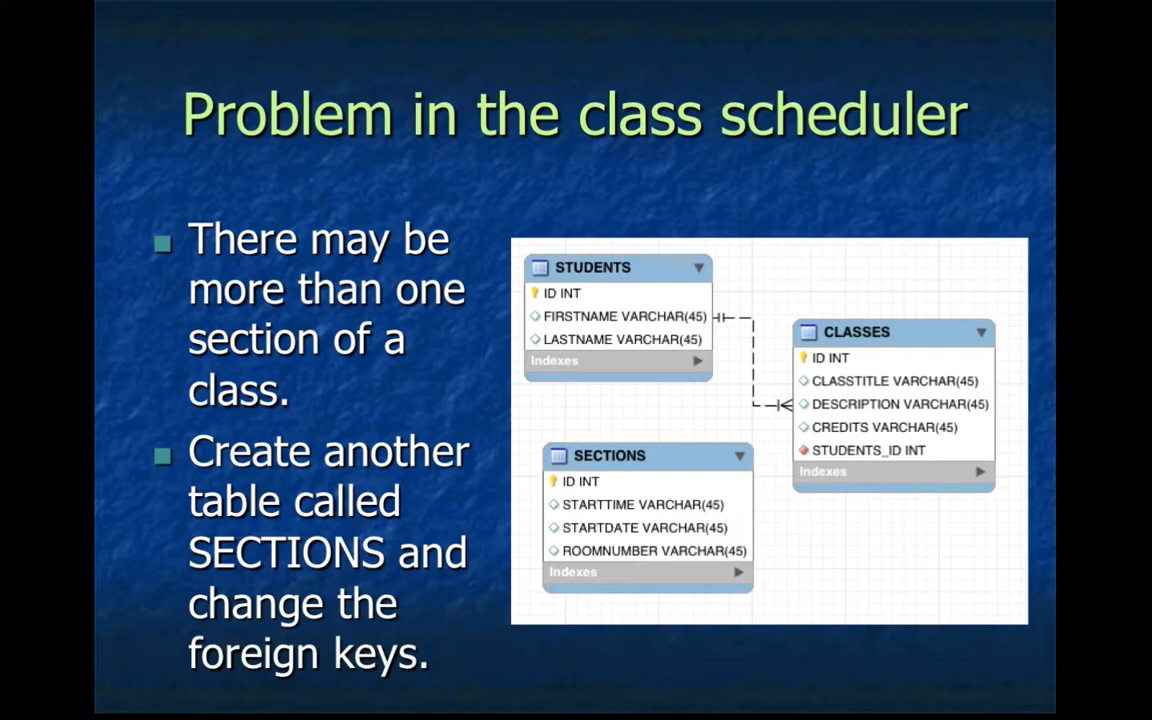 Problem in the class scheduler
There may be
more than one
section of a
class.
Create another
table called
SECTIONS and
change the
foreign keys.
STUDENTS
ID INT
FIRSTNAME VARCHAR(45)
LASTNAME VARCHAR(45)
Indexes
CLASSES
ID INT
CLASSTITLE VARCHAR(45)
DESCRIPTION VARCHAR(45)
CREDITS VARCHAR(45)
STUDENTS_ID INT
Indexes
SECTIONS
ID INT
STARTTIME VARCHAR(45)
STARTDATE VARCHAR(45)
ROOMNUMBER VARCHAR(45)
Indexes